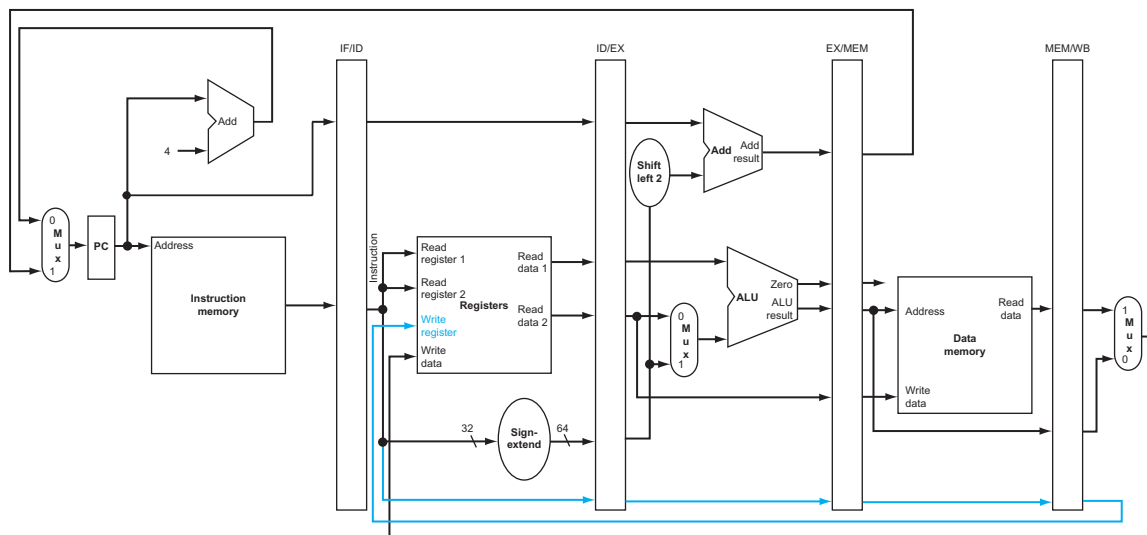 IF/ID
ID/EX
EX/MEM
MEM/WB
Add
4
Shift
left 2
Add
Add
result
0
M
u
x
1
PC
Address
Instruction
memory
Instruction
Read
register 1
Read
register 2
Write
register
Write
data
Registers
Read
data 1
Read
data 2
0
M
u
x
1
Zero
ALU
ALU
result
Address
Read
data
Data
memory
Write
data
1
M
u
x
0
32
Sign-
extend
64